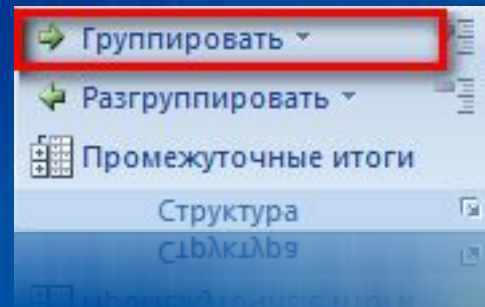 Группировать
Разгруппировать
Промежуточные итоги
Структура